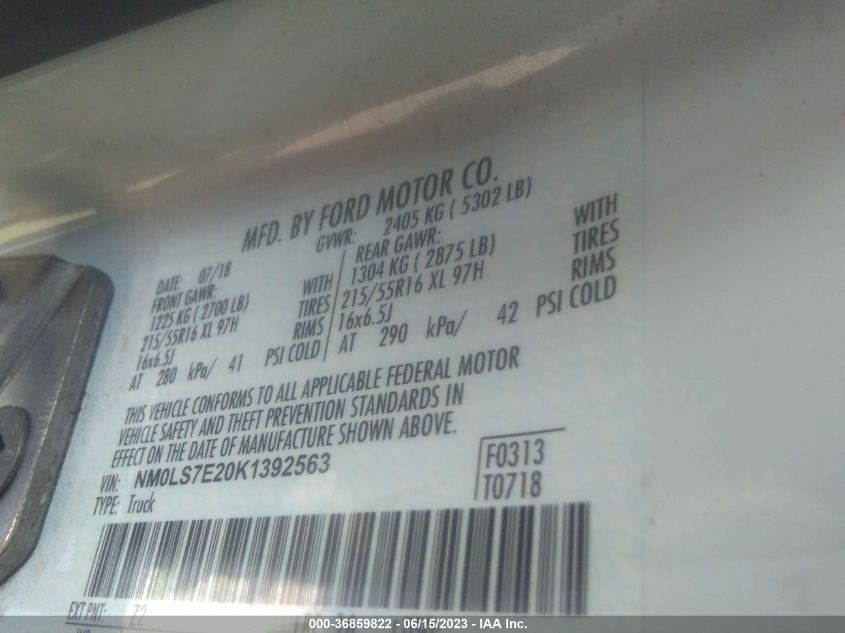 MFD. BY FORD MOTOR CO.
DATE: 07/18 GVWR: 2405 KG ( 5302 LB)
FRONT GAWR: REAR GAWR:
1225 KG ( 2700 LB) WITH 1304 KG ( 2875 LB) WITH
215/55R16 XL 97H TIRES 215/55R16 XL 97H TIRES
16x6.5J RIMS 16x6.5J RIMS
AT 280 kPa/ 41 PSI COLD AT 290 kPa/ 42 PSI COLD
THIS VEHICLE CONFORMS TO ALL APPLICABLE FEDERAL MOTOR
VEHICLE SAFETY AND THEFT PREVENTION STANDARDS IN
EFFECT ON THE DATE OF MANUFACTURE SHOWN ABOVE.
VIN: NM0LS7E20K1392563 F0313
TYPE: Truck T0718
EXT PNT: Z2
000-36859822 - 06/15/2023 - IAA Inc.